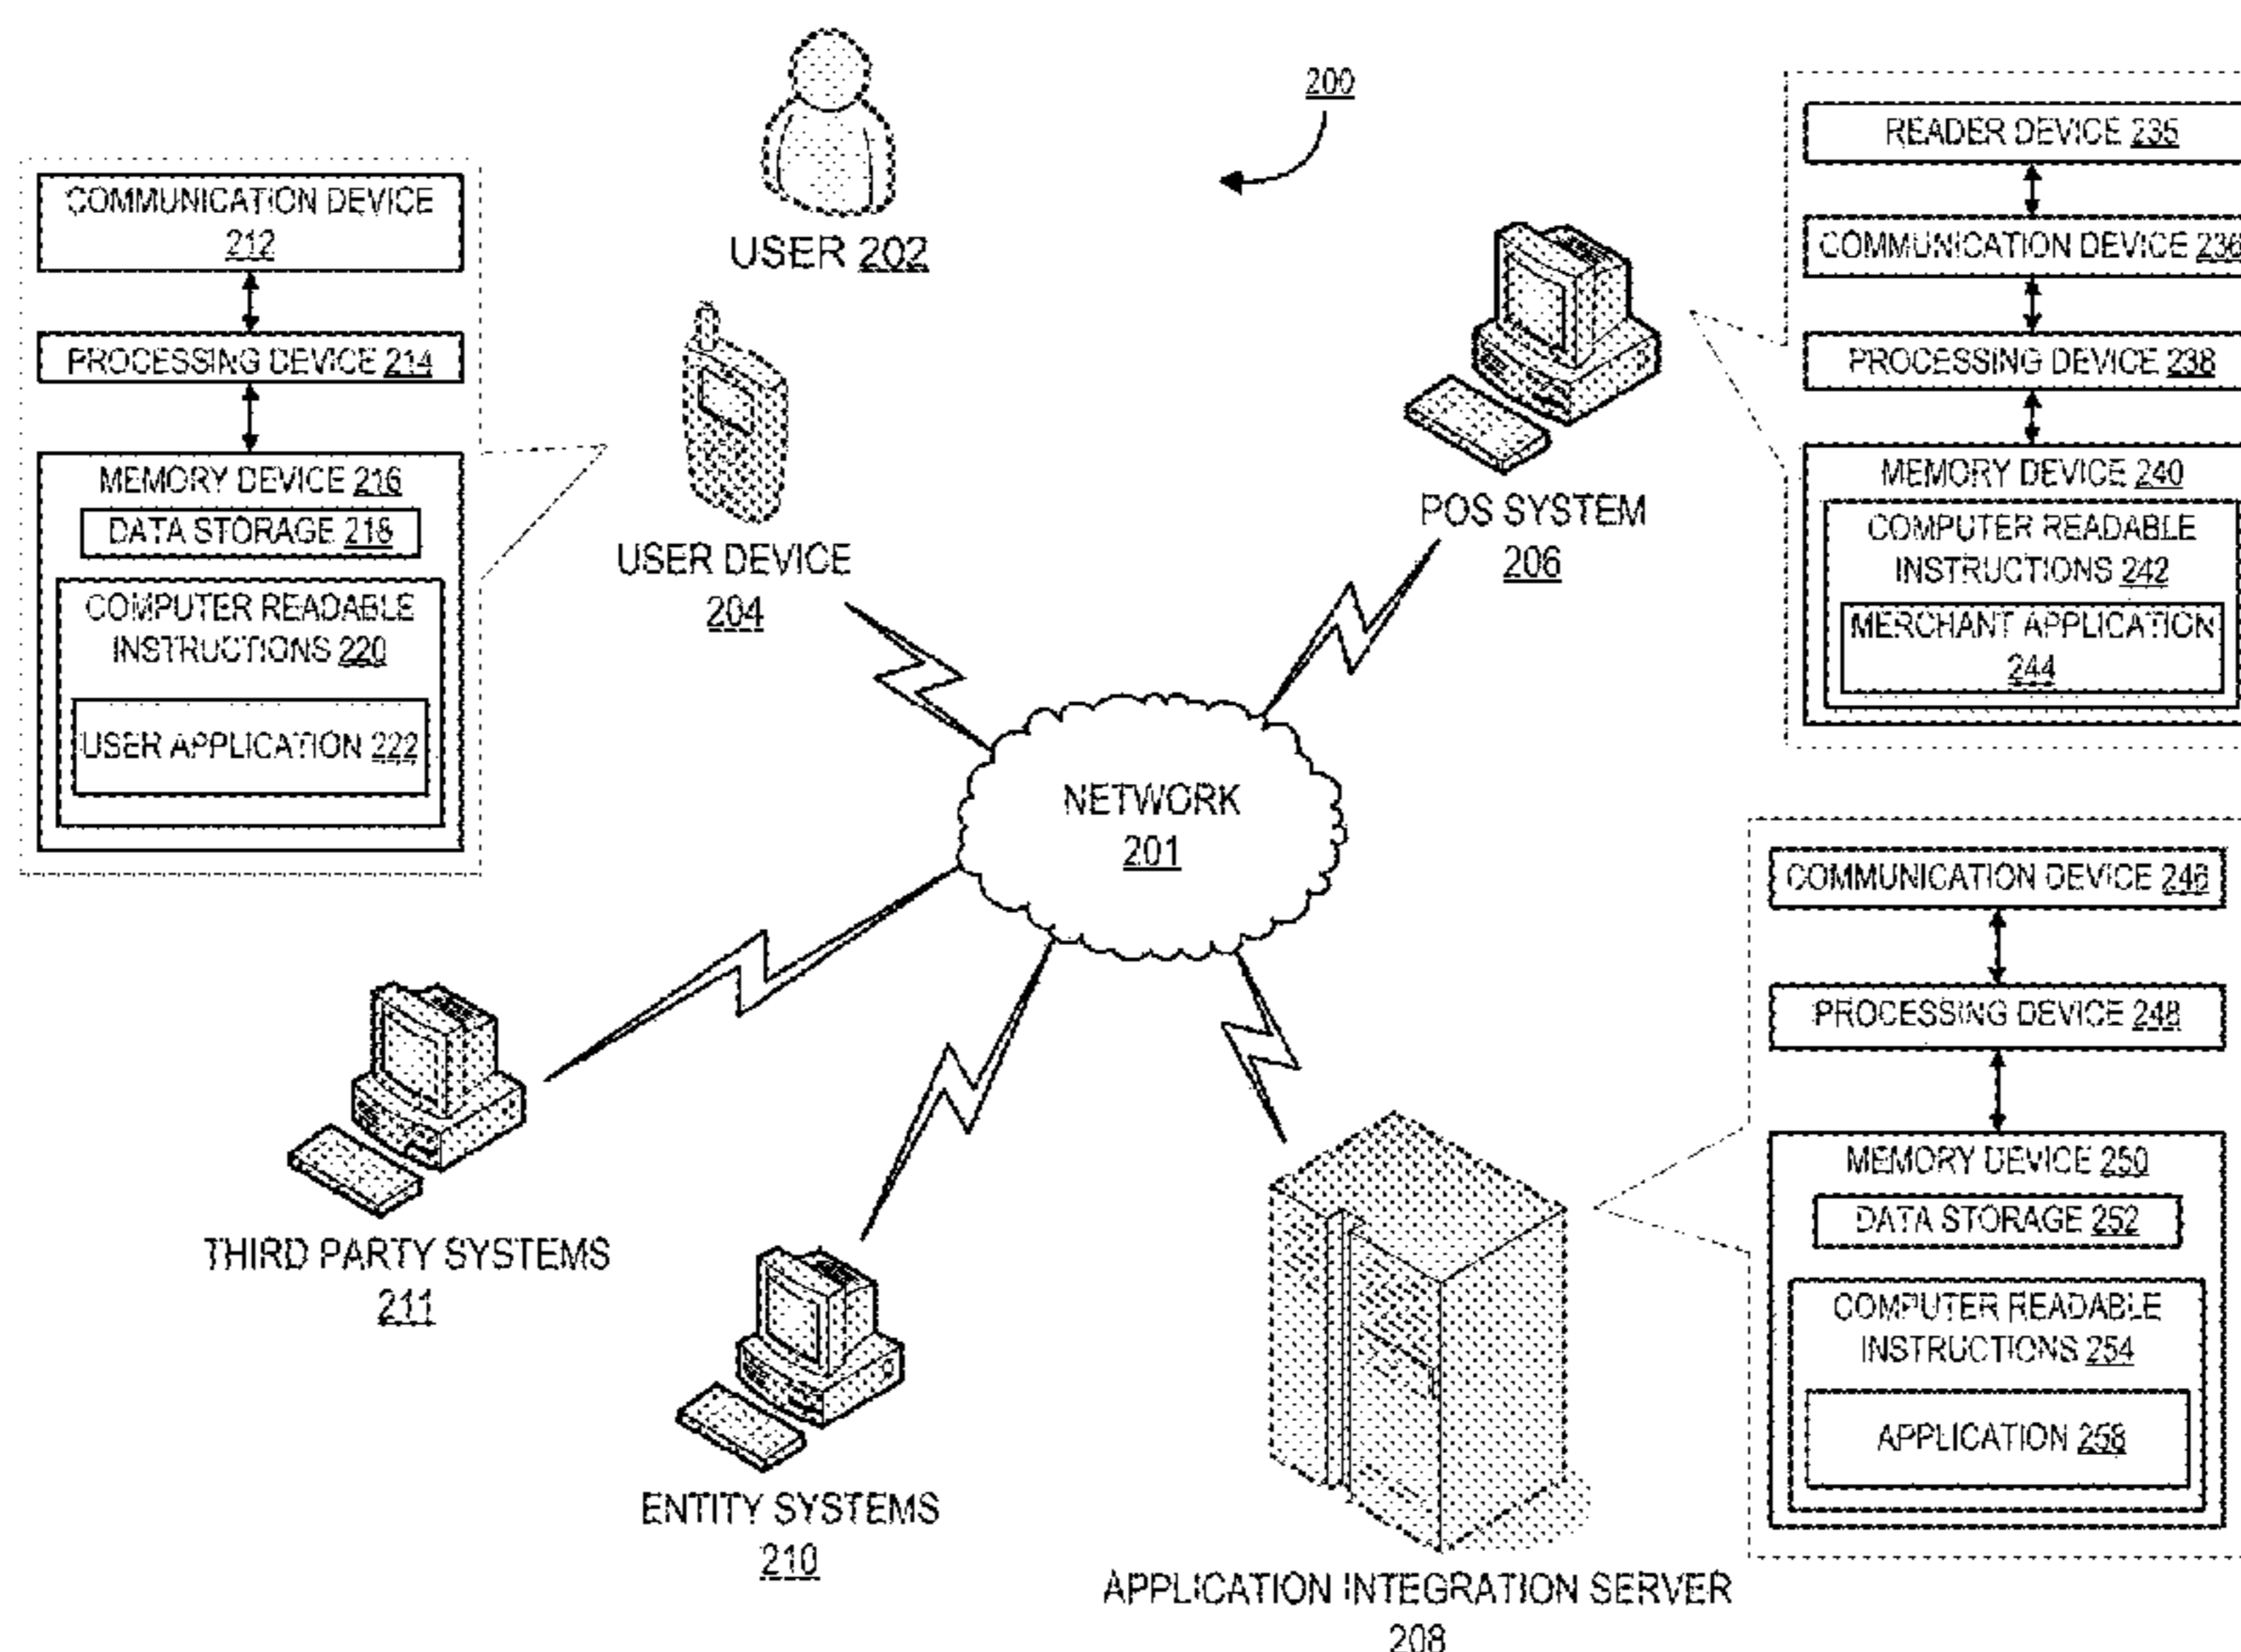 200
USER 202
COMMUNICATION DEVICE
212
PROCESSING DEVICE 214
MEMORY DEVICE 216
DATA STORAGE 218
COMPUTER READABLE
INSTRUCTIONS 220
USER APPLICATION 222
USER DEVICE
204
READER DEVICE 235
COMMUNICATION DEVICE 236
PROCESSING DEVICE 238
MEMORY DEVICE 240
COMPUTER READABLE
INSTRUCTIONS 242
MERCHANT APPLICATION
244
POS SYSTEM
206
NETWORK
201
COMMUNICATION DEVICE 246
PROCESSING DEVICE 248
MEMORY DEVICE 250
DATA STORAGE 252
COMPUTER READABLE
INSTRUCTIONS 254
APPLICATION 258
THIRD PARTY SYSTEMS
211
ENTITY SYSTEMS
210
APPLICATION INTEGRATION SERVER
208